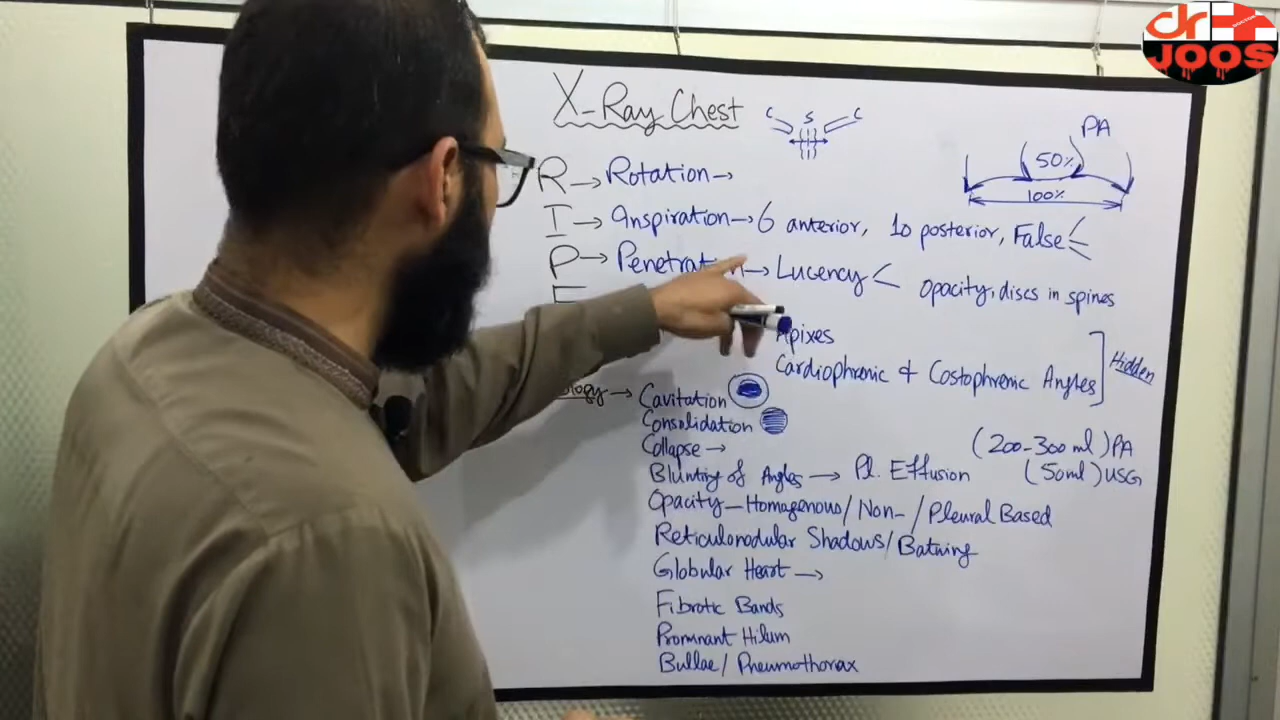 dr
JOOS
X-Ray Chest
C S C
PA
50%
100%
R → Rotation →
I → Inspiration → 6 anterior, 10 posterior, False
P → Penetration → Lucency < Opacity, discs in spines
E
Apixes
Cardiophrenic & Costophrenic Angles
Hidden
ology → Cavitation
Consolidation
Collapse →
(200-300 ml) PA
Blunting of Angles → Pl. Effusion (50ml) USG
Opacity - Homogenous / Non- / Pleural Based
Reticulonodular Shadows / Batwing
Globular Heart →
Fibrotic Bands
Promnant Hilum
Bullae / Pneumothorax